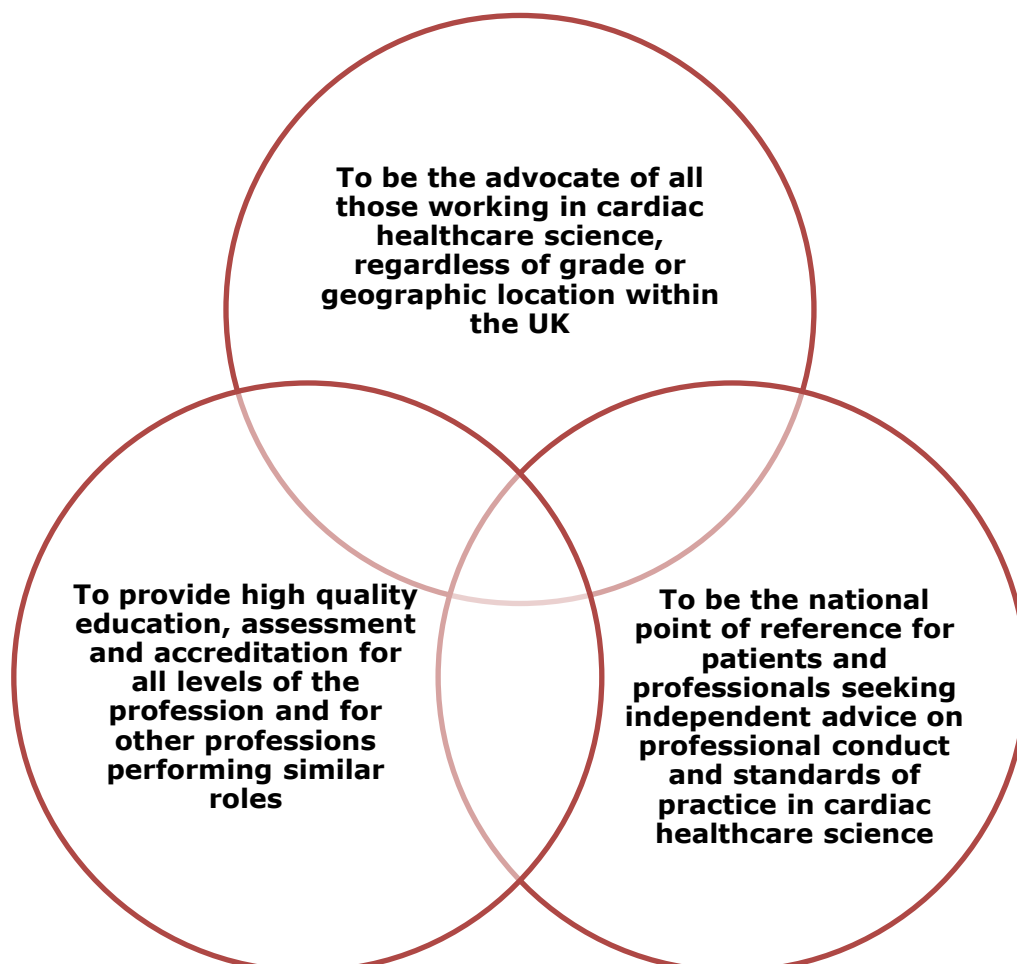 To be the advocate of all
those working in cardiac
healthcare science,
regardless of grade or
geographic location within
the UK
To provide high quality
education, assessment
and accreditation for
all levels of the
profession and for
other professions
performing similar
roles
To be the national
point of reference for
patients and
professionals seeking
independent advice on
professional conduct
and standards of
practice in cardiac
healthcare science